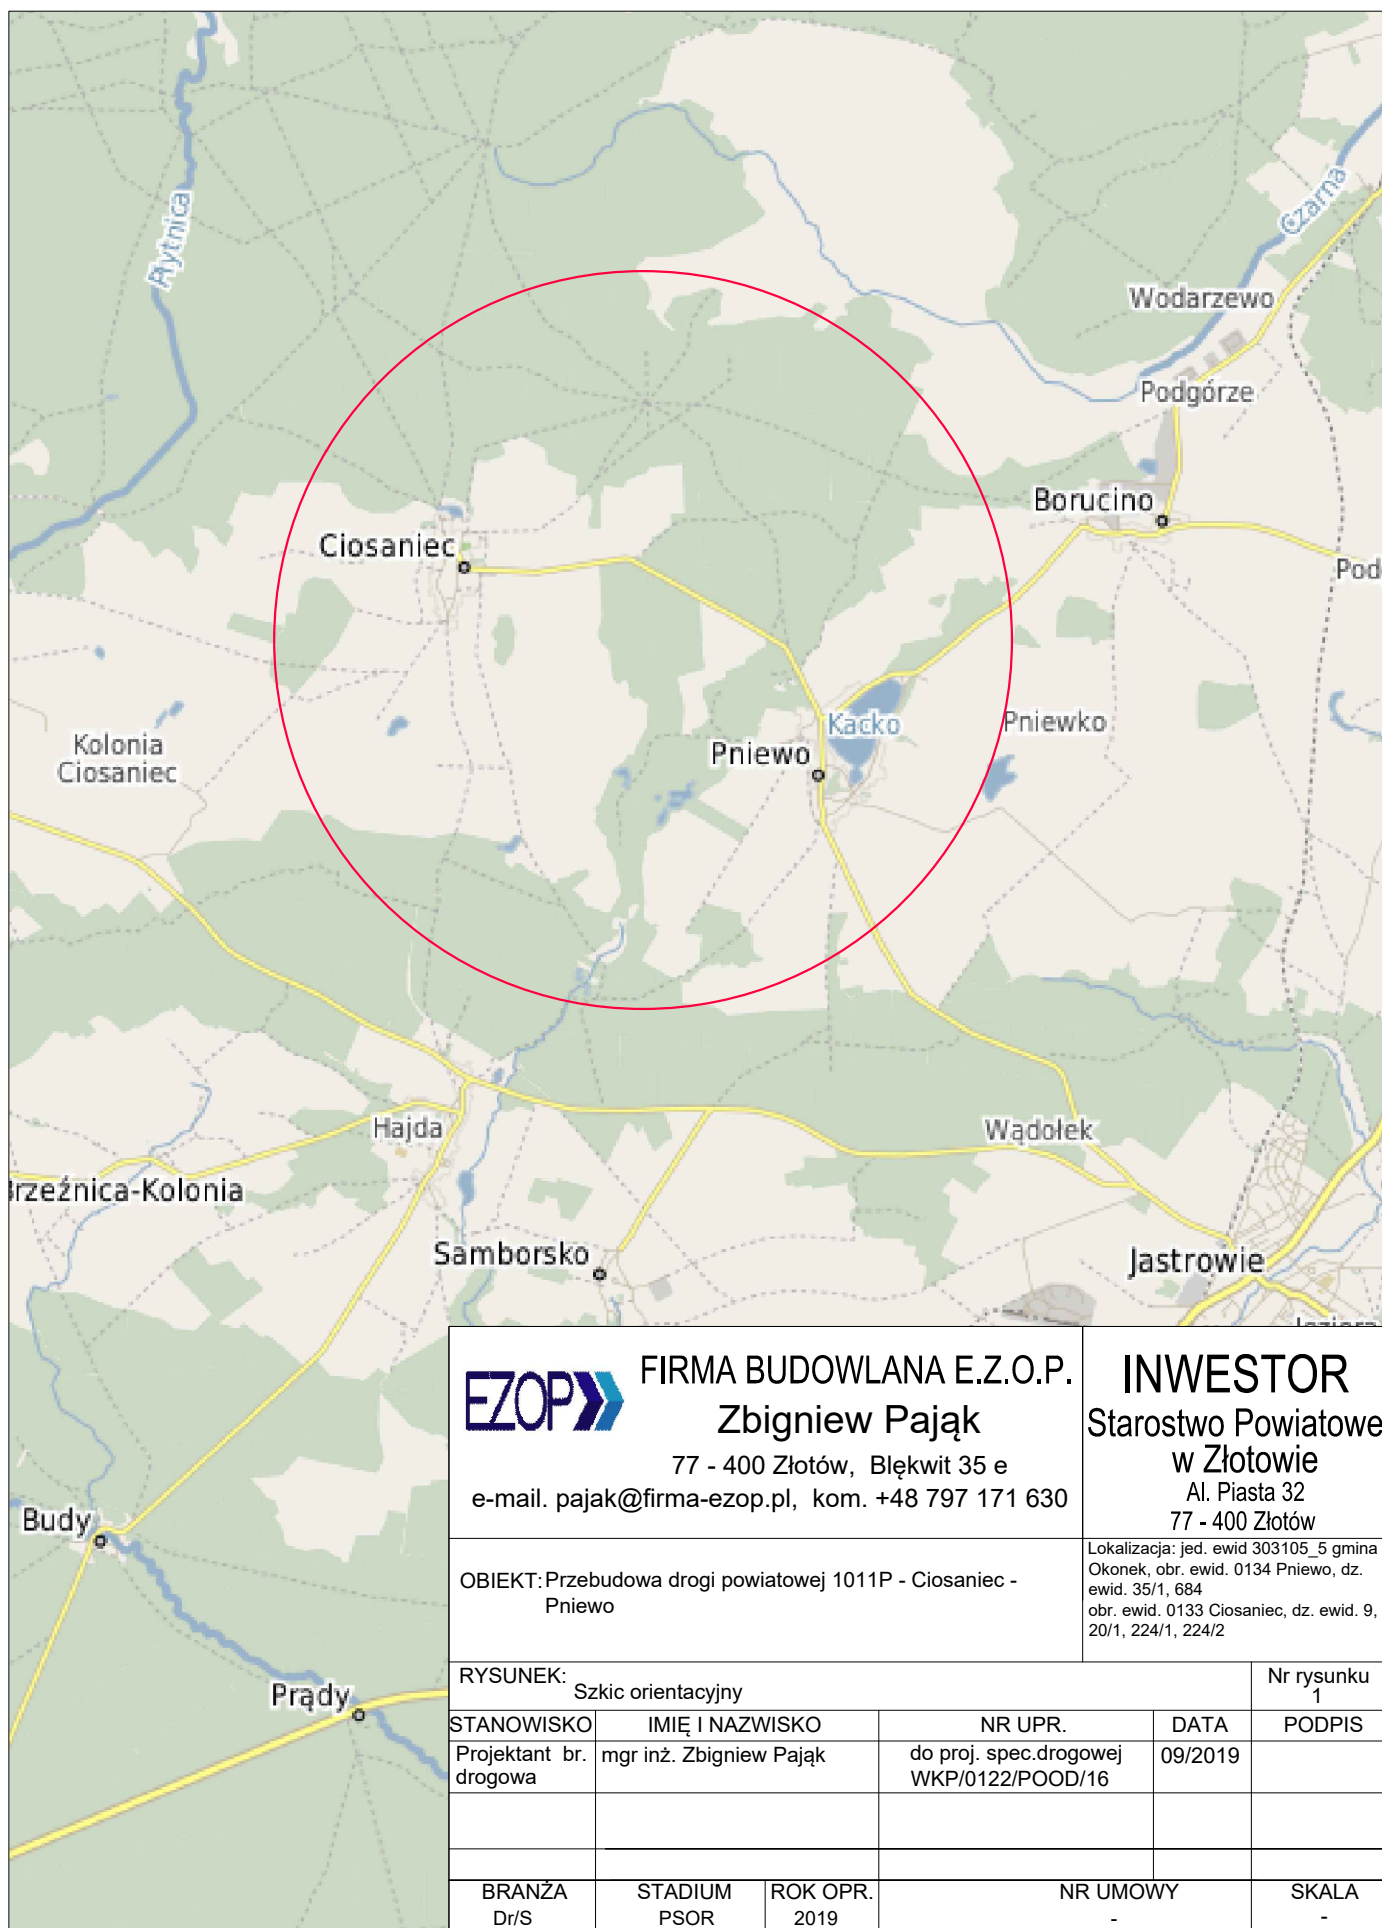 Płytnica
Czarna
Wodarzewo
Podgórze
Borucino
Ciosaniec
Kacko
Pniewko
Kolonia
Ciosaniec
Pniewo
Hajda
Wądołek
Samborsko
Jastrowie
Budy
Prądy
EZOP
FIRMA BUDOWLANA E.Z.O.P.
Zbigniew Pająk
77 - 400 Złotów, Blękwit 35 e
e-mail. pajak@firma-ezop.pl, kom. +48 797 171 630
INWESTOR
Starostwo Powiatowe
w Złotowie
Al. Piasta 32
77 - 400 Złotów
OBIEKT: Przebudowa drogi powiatowej 1011P - Ciosaniec -
Pniewo
Lokalizacja: jed. ewid 303105_5 gmina
Okonek, obr. ewid. 0134 Pniewo, dz.
ewid. 35/1, 684
obr. ewid. 0133 Ciosaniec, dz. ewid. 9,
20/1, 224/1, 224/2
RYSUNEK: Szkic orientacyjny
Nr rysunku
1
STANOWISKO IMIĘ I NAZWISKO NR UPR. DATA PODPIS
Projektant br. drogowa
mgr inż. Zbigniew Pająk
do proj. spec.drogowej
WKP/0122/POOD/16
09/2019
BRANŻA STADIUM ROK OPR. NR UMOWY SKALA
Dr/S PSOR 2019 - -